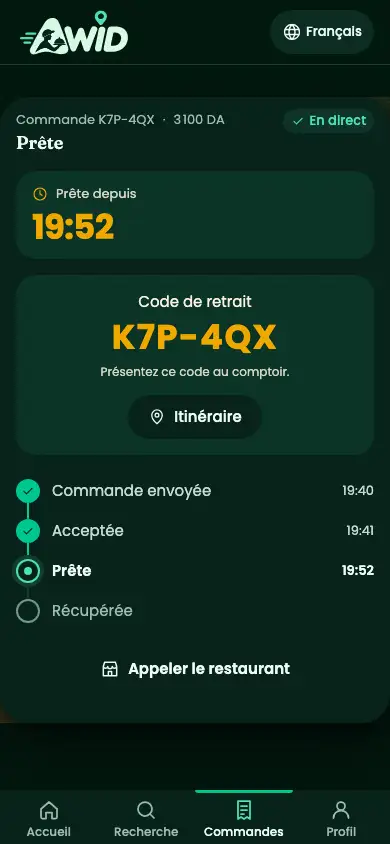 AWID
Français
Commande K7P-4QX · 3100 DA
En direct
Prête
Prête depuis
19:52
Code de retrait
K7P-4QX
Présentez ce code au comptoir.
Itinéraire
Commande envoyée 19:40
Acceptée 19:41
Prête 19:52
Récupérée
Appeler le restaurant
Accueil Recherche Commandes Profil